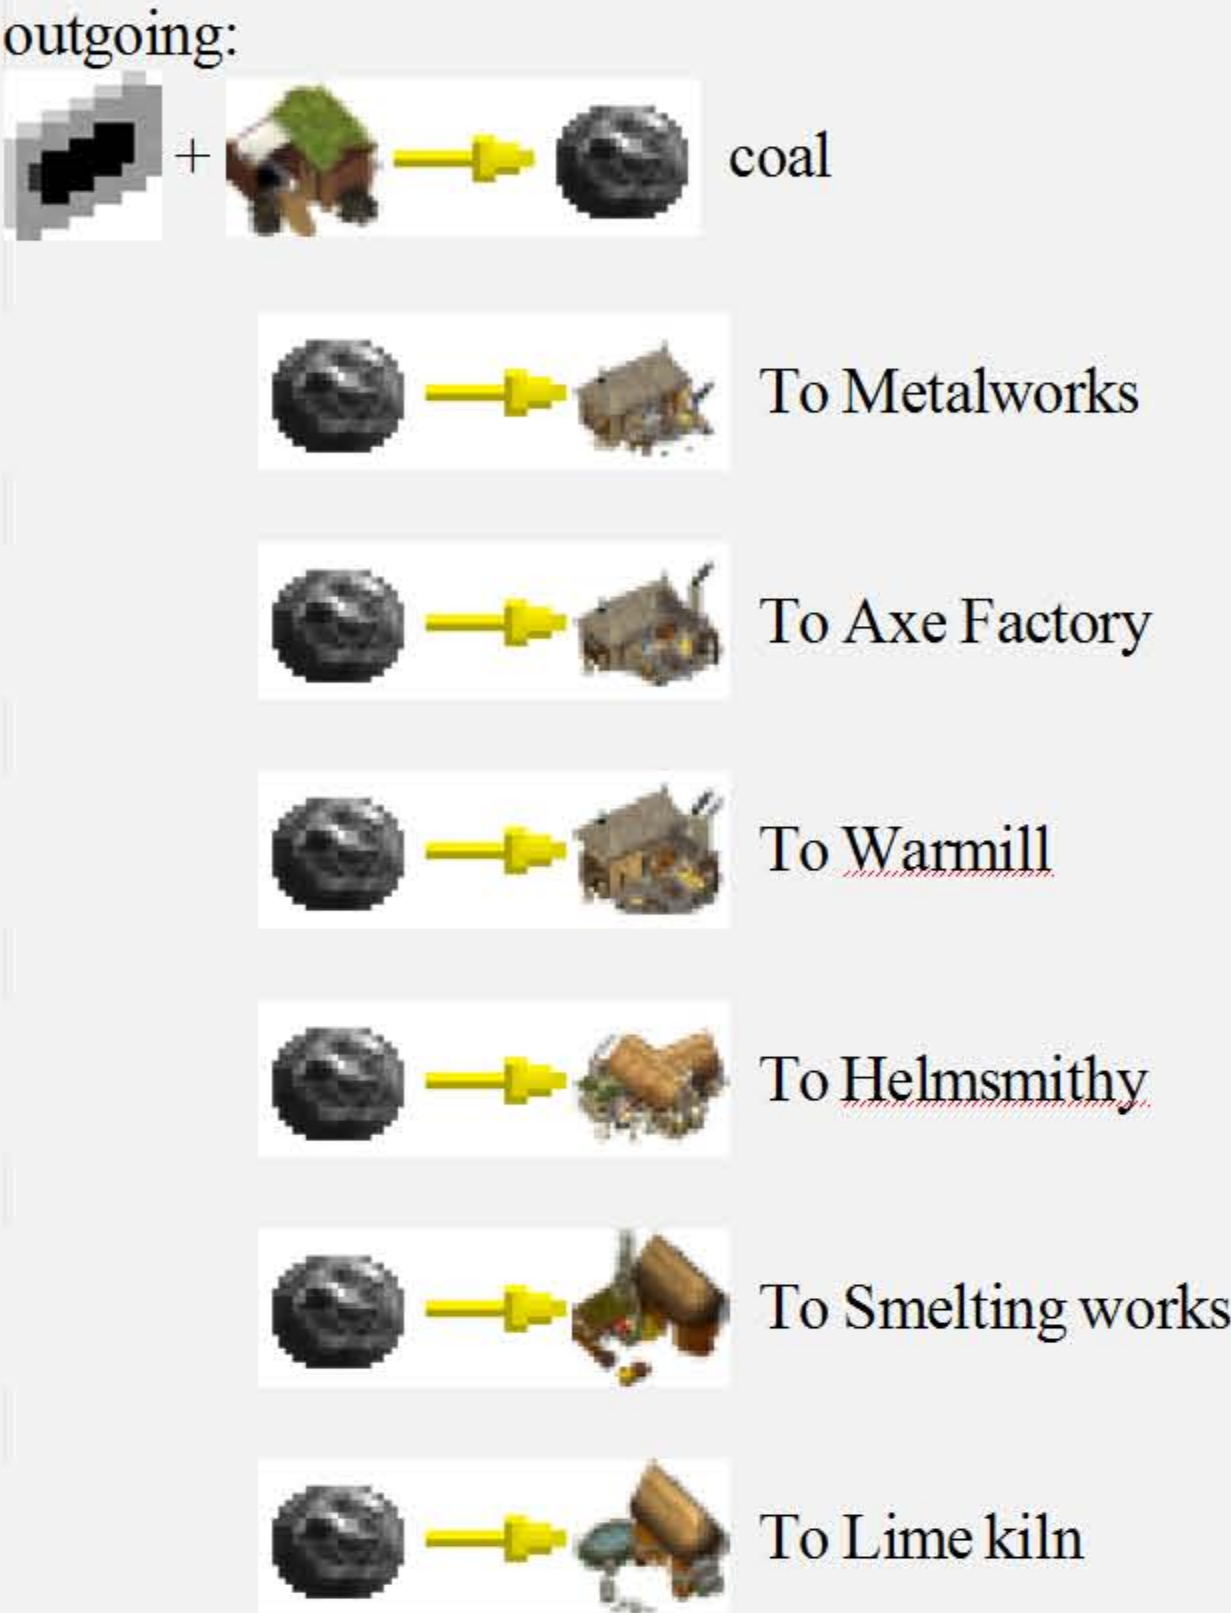 outgoing:
+ coal
To Metalworks
To Axe Factory
To Warmill
To Helmsmithy
To Smelting works
To Lime kiln